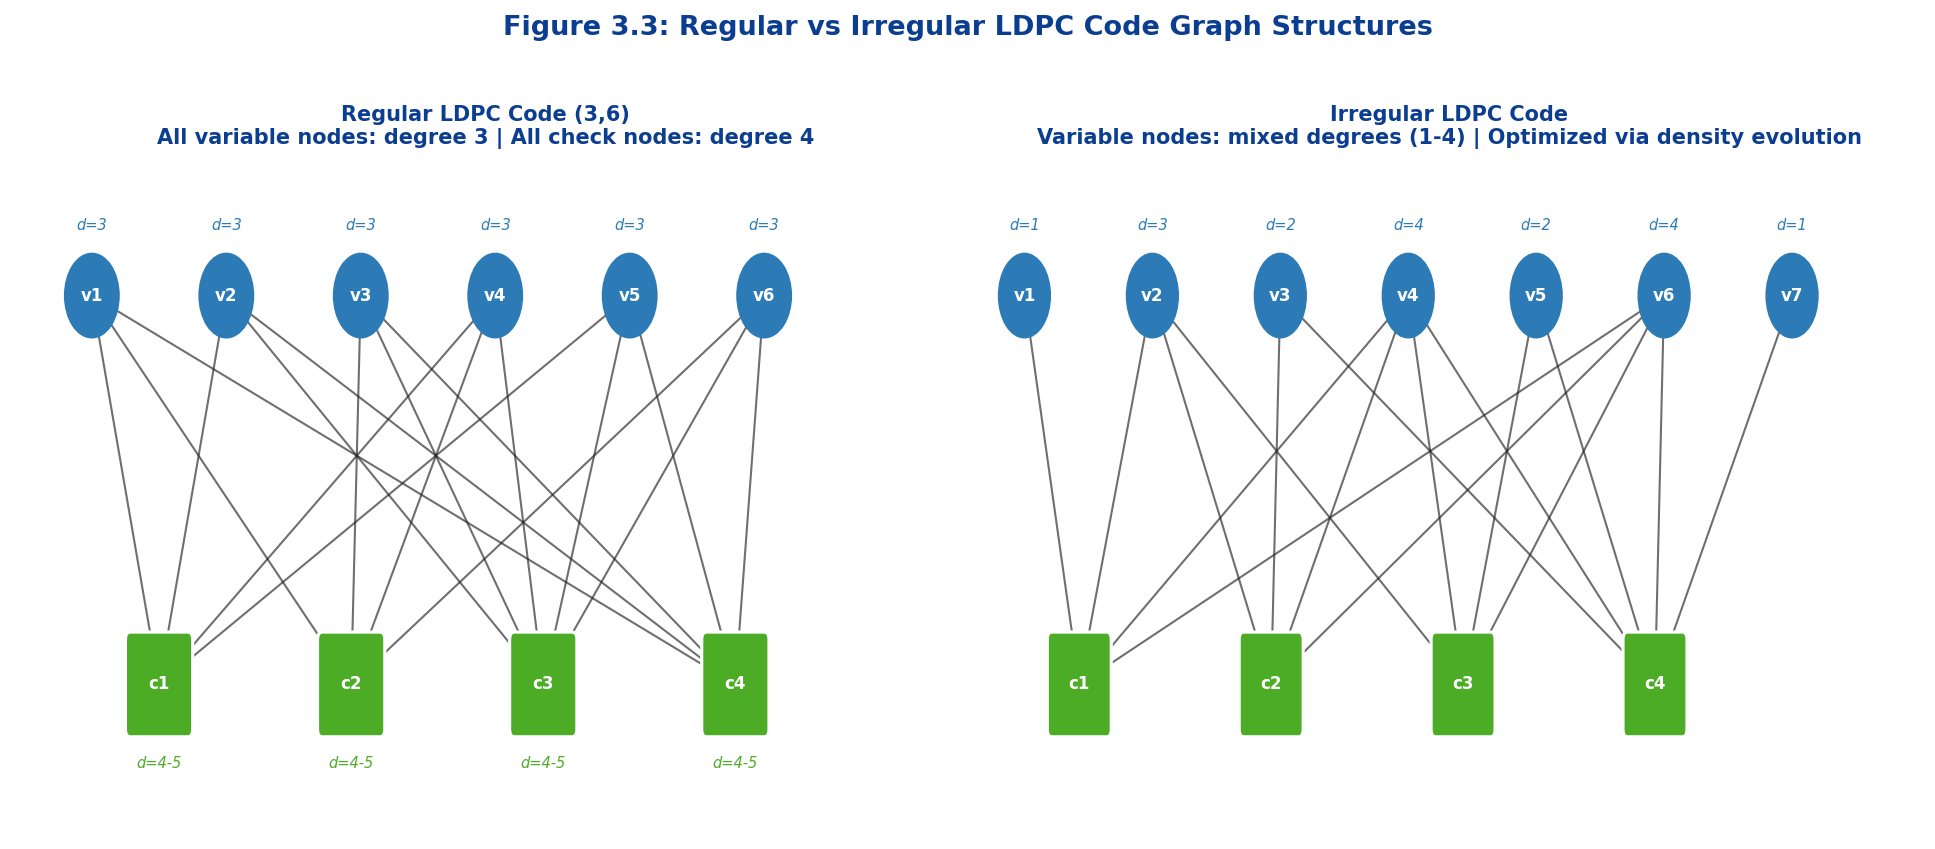 Figure 3.3: Regular vs Irregular LDPC Code Graph Structures
Regular LDPC Code (3,6)
All variable nodes: degree 3 | All check nodes: degree 4
d=3 d=3 d=3 d=3 d=3 d=3
v1 v2 v3 v4 v5 v6
c1 c2 c3 c4
d=4-5 d=4-5 d=4-5 d=4-5
Irregular LDPC Code
Variable nodes: mixed degrees (1-4) | Optimized via density evolution
d=1 d=3 d=2 d=4 d=2 d=4 d=1
v1 v2 v3 v4 v5 v6 v7
c1 c2 c3 c4